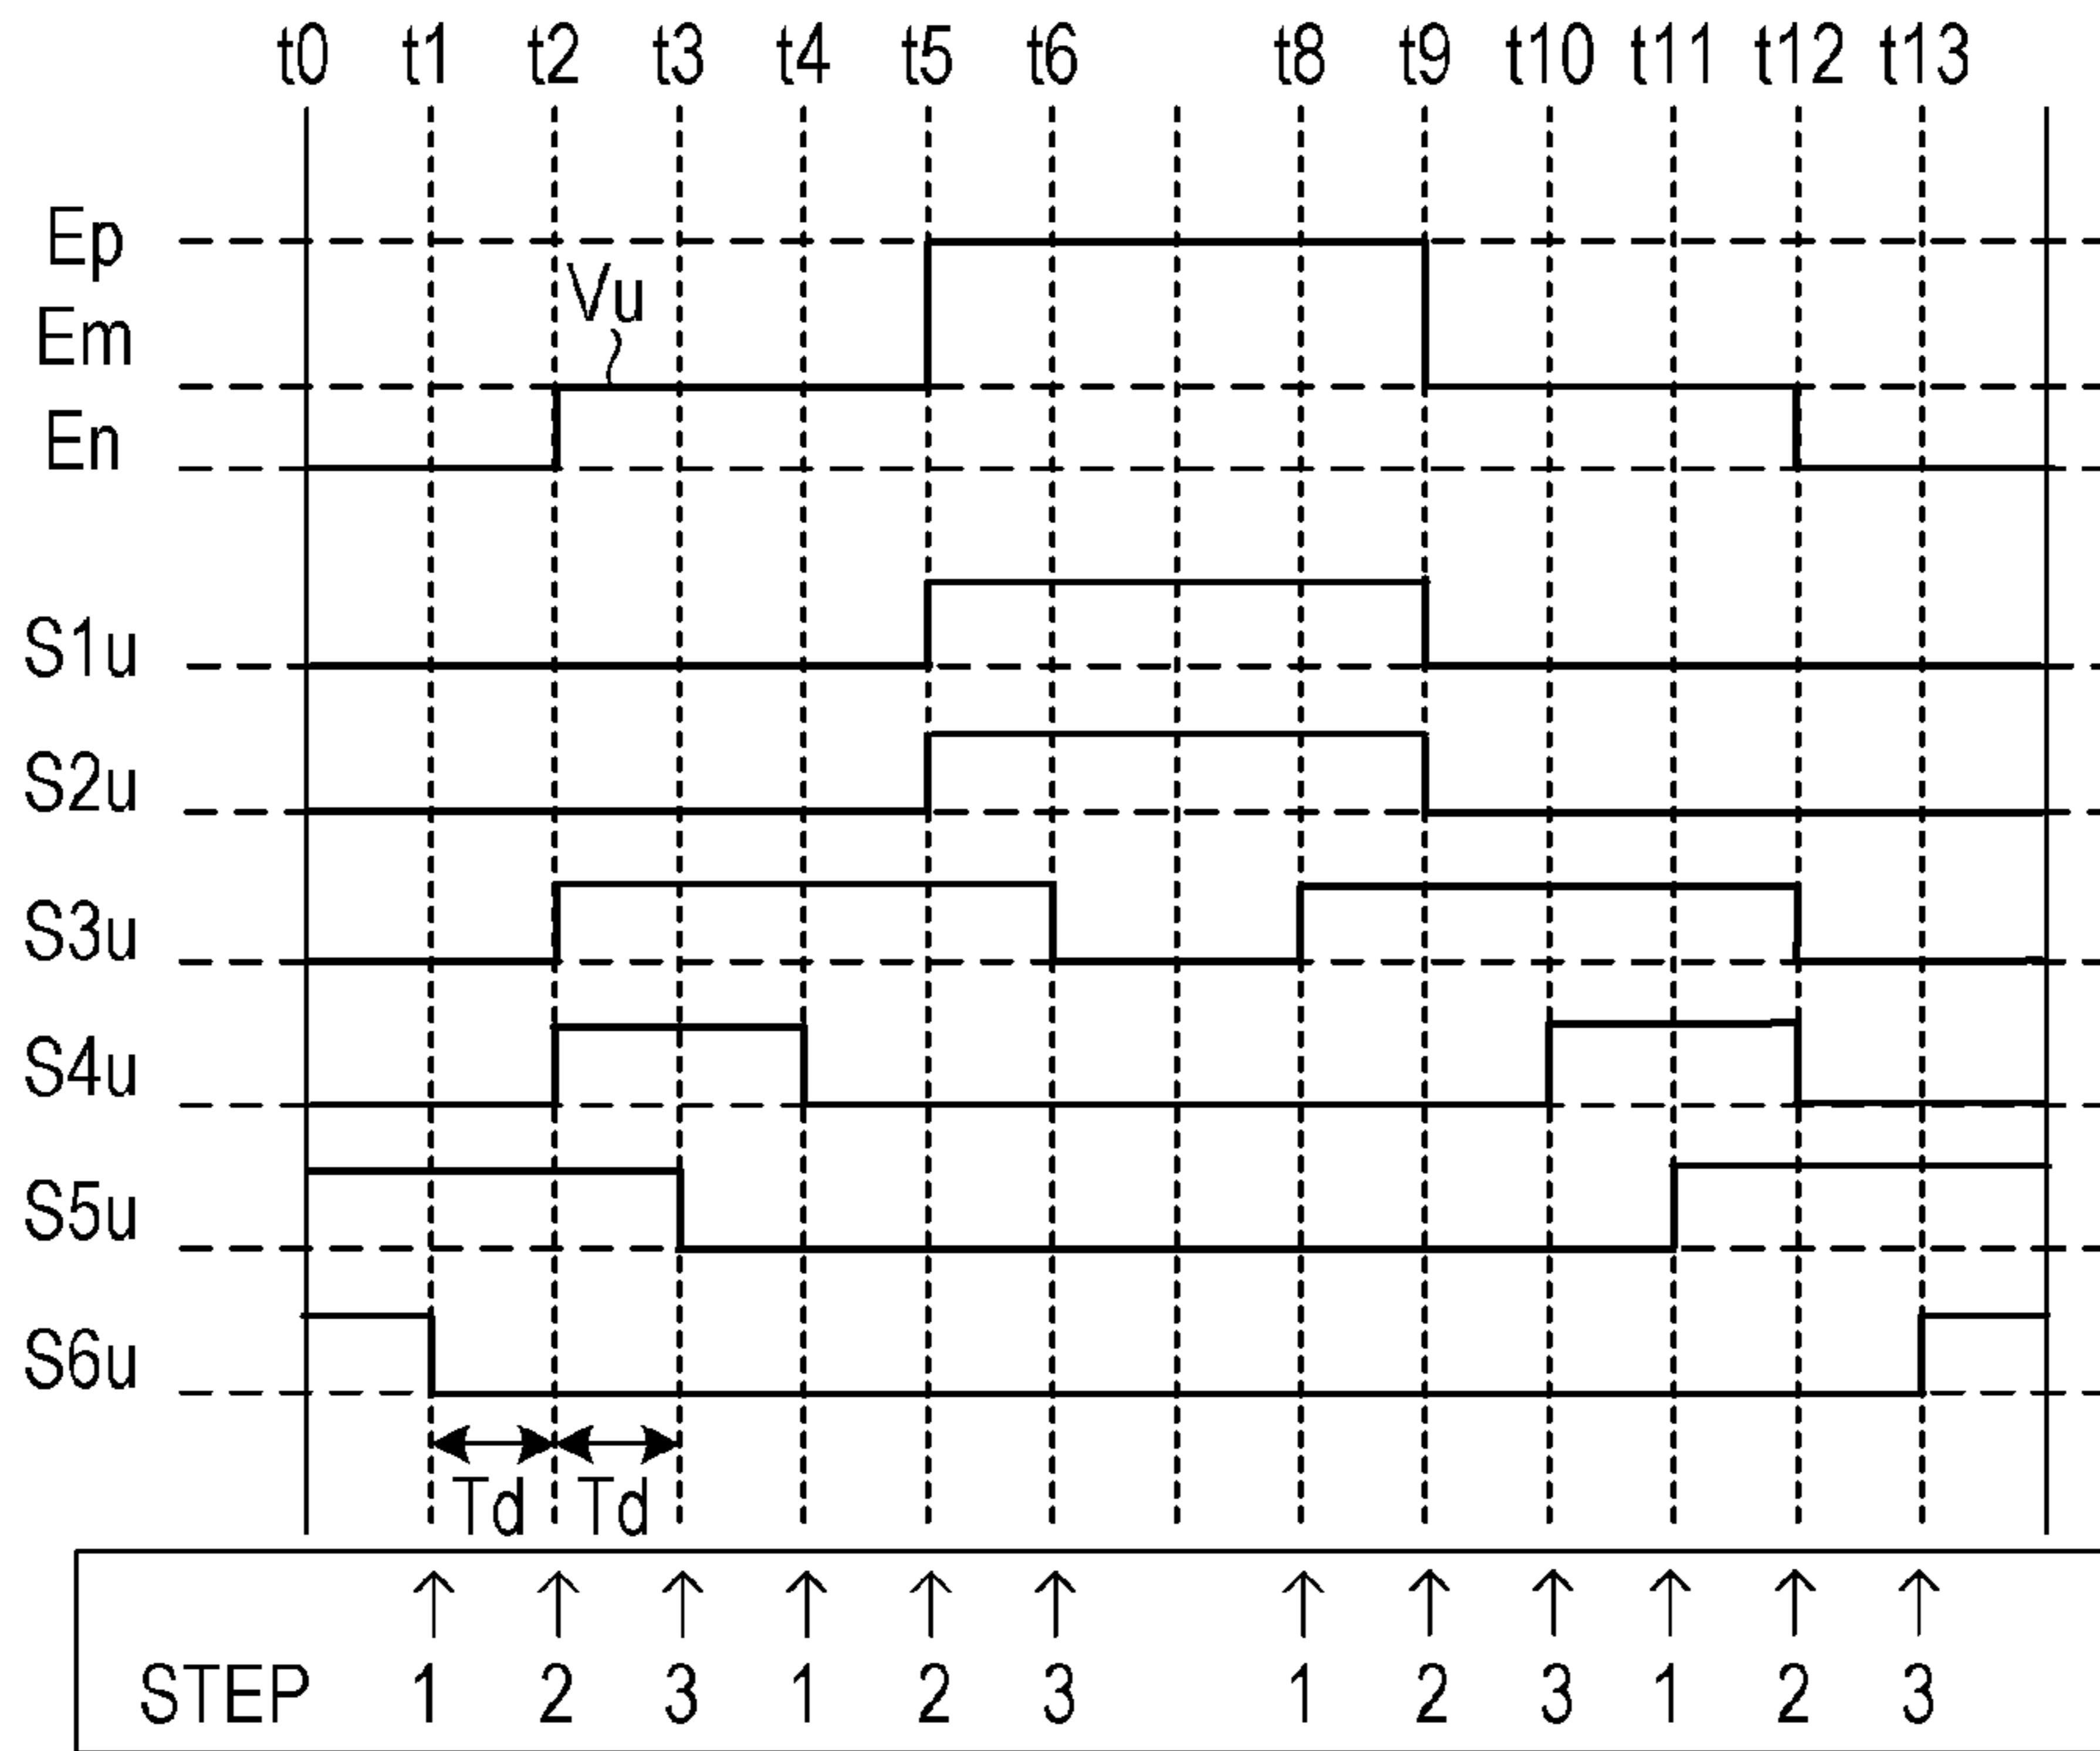 t0 t1 t2 t3 t4 t5 t6 t8 t9 t10 t11 t12 t13
Ep
Vu
Em
En
S1u
S2u
S3u
S4u
S5u
S6u
Td Td
STEP 1 2 3 1 2 3 1 2 3 1 2 3